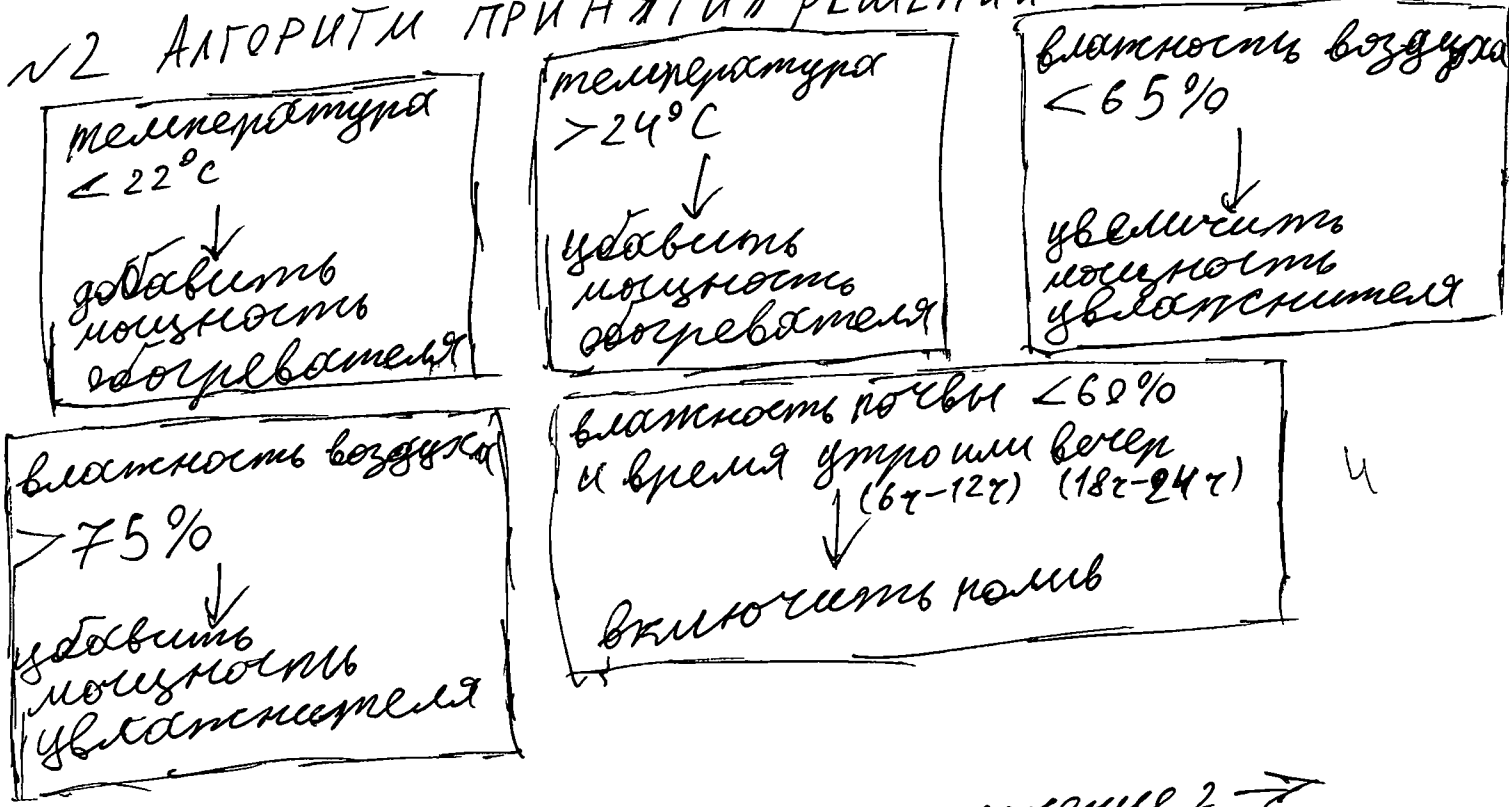 №2 АЛГОРИТМ ПРИНЯТИЯ РЕШЕНИЯ
температура
<22°C
↓
добавить
мощность
обогревателя
температура
>24°C
↓
убавить
мощность
обогревателя
влажность воздуха
<65%
↓
увеличить
мощность
увлажнителя
влажность воздуха
>75%
↓
убавить
мощность
увлажнителя
влажность почвы <60%
и время утро или вечер
(6ч-12ч) (18ч-24ч)
↓
включить полив
ч
2 →